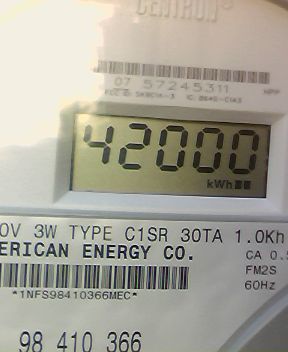 CENTRON
07 57245311
42000
kWh
0V 3W TYPE C1SR 30TA 1.0Kh
ERICAN ENERGY CO.
CA 0.5
FM2S
60Hz
*1NFS98410366MEC*
98 410 366